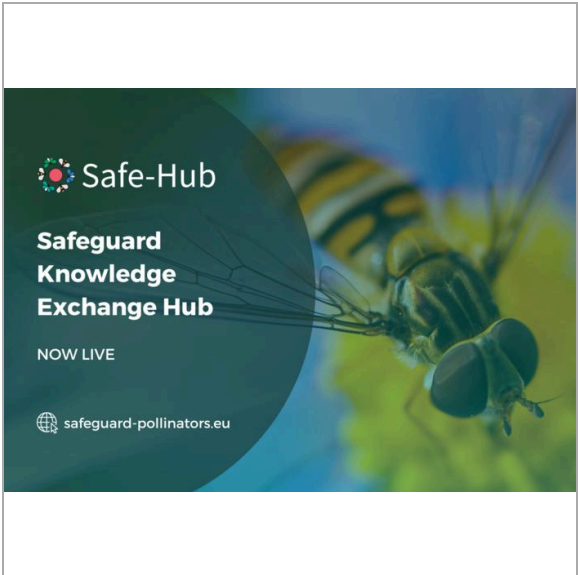 Safe-Hub
Safeguard
Knowledge
Exchange Hub
NOW LIVE
safeguard-pollinators.eu